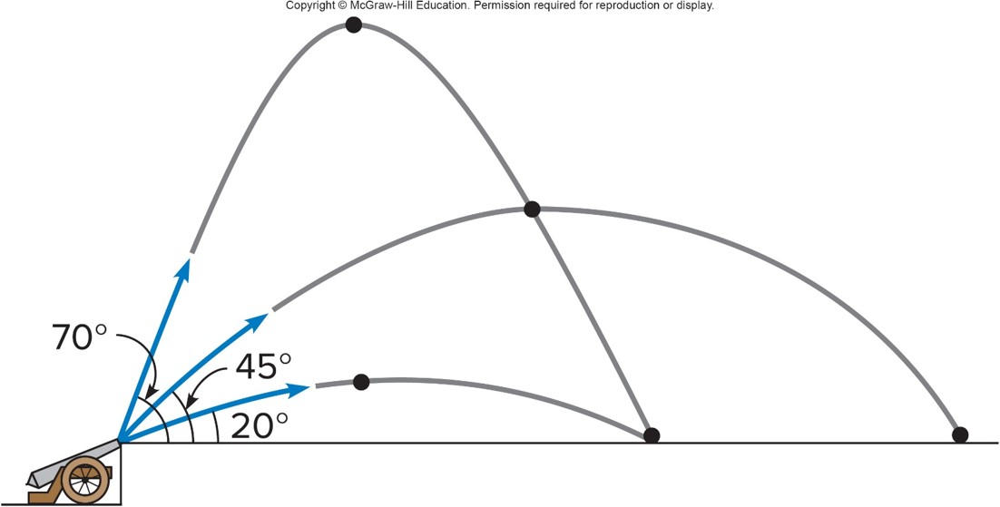 Copyright © McGraw-Hill Education. Permission required for reproduction or display.
70°
45°
20°